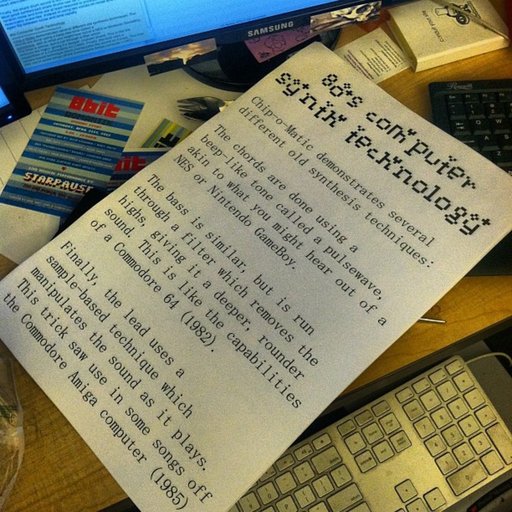 SAMSUNG
80's computer
synth technology
Chip-o-Matic demonstrates several
different old synthesis techniques:
The chords are done using a
beep-like tone called a pulsewave,
akin to what you might hear out of a
NES or Nintendo GameBoy.
The bass is similar, but is run
through a filter which removes the
highs, giving it a deeper, rounder
sound. This is like the capabilities
of a Commodore 64 (1982).
Finally, the lead uses a
sample-based technique which
manipulates the sound as it plays.
This trick saw use in some songs off
the Commodore Amiga computer (1985)
8bit
STARPAUSE